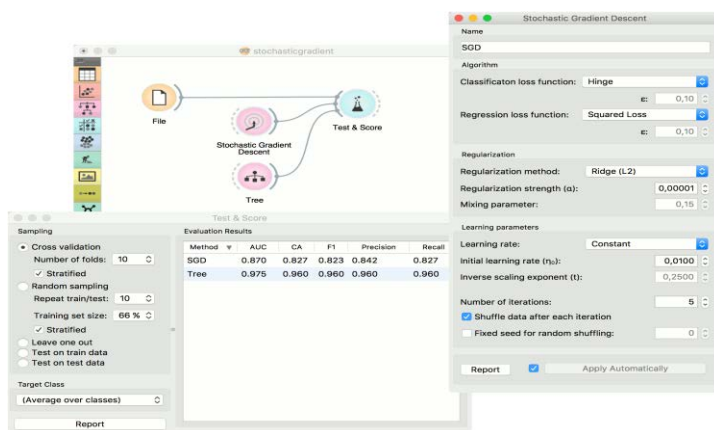 stochasticgradient
File
Stochastic Gradient
Descent
Tree
Test & Score
Stochastic Gradient Descent
Name
SGD
Algorithm
Classificaton loss function: Hinge
ε: 0,10
Regression loss function: Squared Loss
ε: 0,10
Regularization
Regularization method: Ridge (L2)
Regularization strength (α): 0,00001
Mixing parameter: 0,15
Learning parameters
Learning rate: Constant
Initial learning rate (η₀): 0,0100
Inverse scaling exponent (t): 0,2500
Number of iterations: 5
Shuffle data after each iteration
Fixed seed for random shuffling: 0
Report Apply Automatically
Test & Score
Sampling
Cross validation
Number of folds: 10
Stratified
Random sampling
Repeat train/test: 10
Training set size: 66 %
Stratified
Leave one out
Test on train data
Test on test data
Target Class
(Average over classes)
Report
Evaluation Results
Method AUC CA F1 Precision Recall
SGD 0.870 0.827 0.823 0.842 0.827
Tree 0.975 0.960 0.960 0.960 0.960